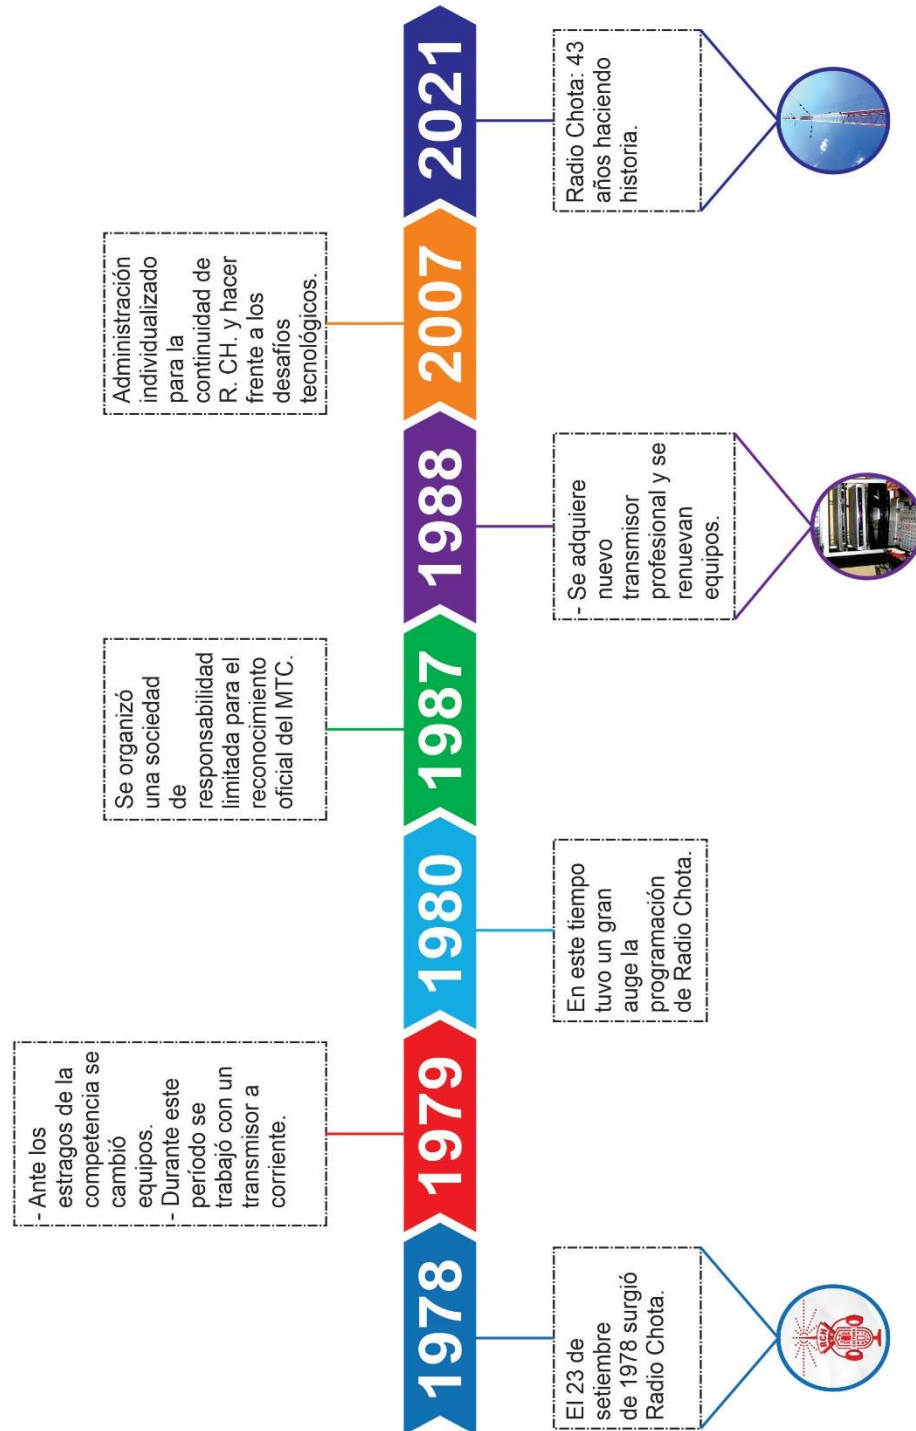 1978
El 23 de
setiembre
de 1978 surgió
Radio Chota.
RCH
1979
- Ante los
estragos de la
competencia se
cambió
equipos.
- Durante este
período se
trabajó con un
transmisor a
corriente.
1980
En este tiempo
tuvo un gran
auge la
programación
de Radio Chota.
1987
Se organizó
una sociedad
de
responsabilidad
limitada para el
reconocimiento
oficial del MTC.
1988
- Se adquiere
nuevo
transmisor
profesional y se
renuevan
equipos.
2007
Administración
individualizado
para la
continuidad de
R. CH. y hacer
frente a los
desafíos
tecnológicos.
2021
Radio Chota: 43
años haciendo
historia.